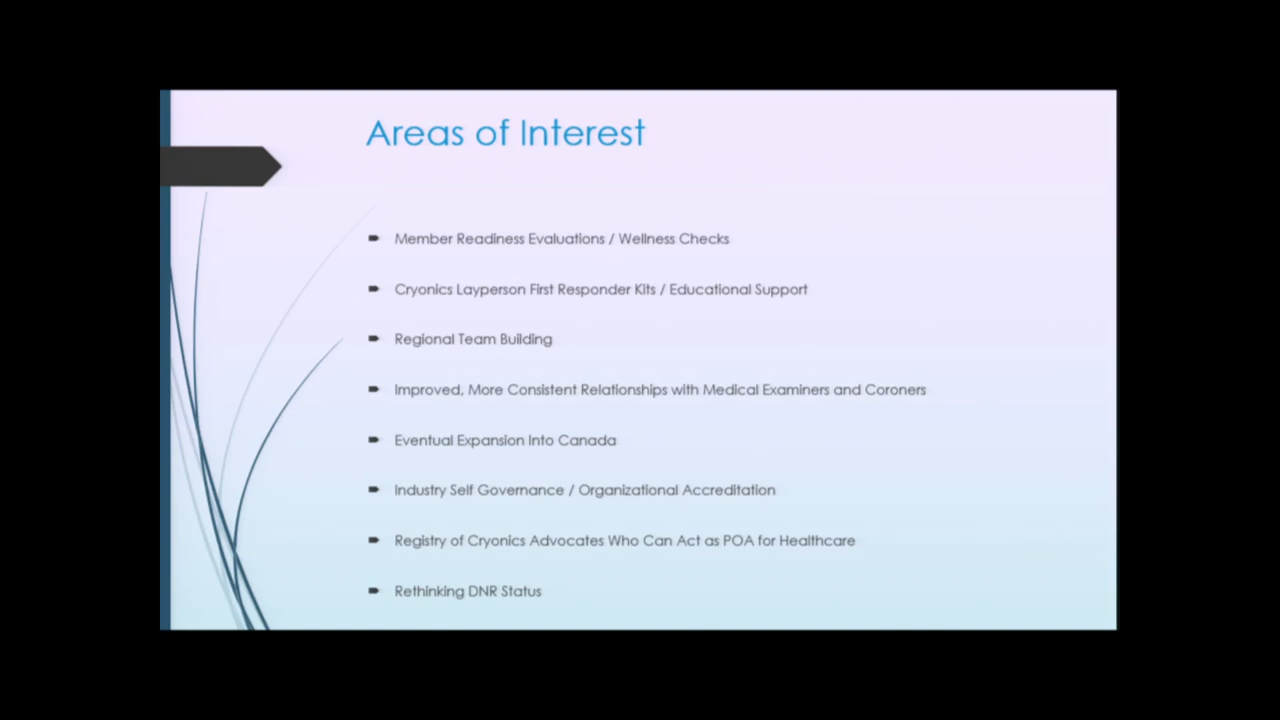 Areas of Interest
Member Readiness Evaluations / Wellness Checks
Cryonics Layperson First Responder Kits / Educational Support
Regional Team Building
Improved, More Consistent Relationships with Medical Examiners and Coroners
Eventual Expansion Into Canada
Industry Self Governance / Organizational Accreditation
Registry of Cryonics Advocates Who Can Act as POA for Healthcare
Rethinking DNR Status